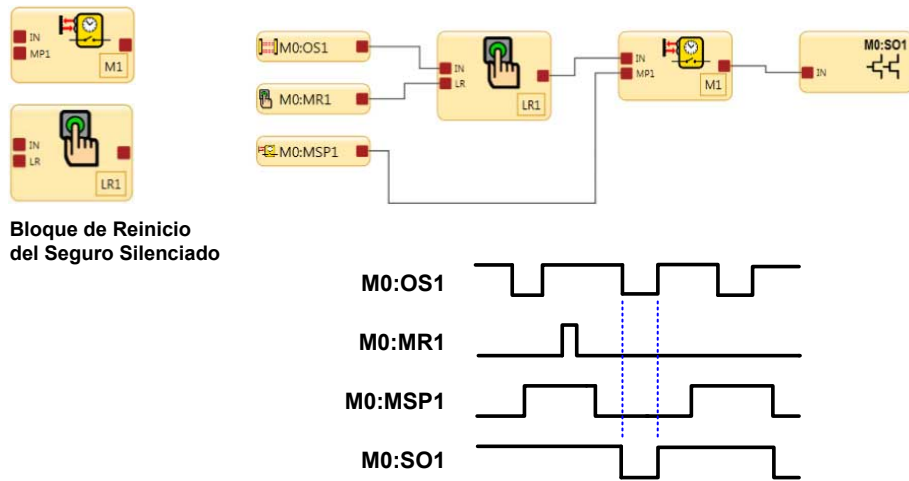 IN
MP1
M1
IN
LR
LR1
Bloque de Reinicio
del Seguro Silenciado
M0:OS1
M0:MR1
M0:MSP1
IN
LR
LR1
IN
MP1
M1
M0:SO1
IN
M0:OS1
M0:MR1
M0:MSP1
M0:SO1